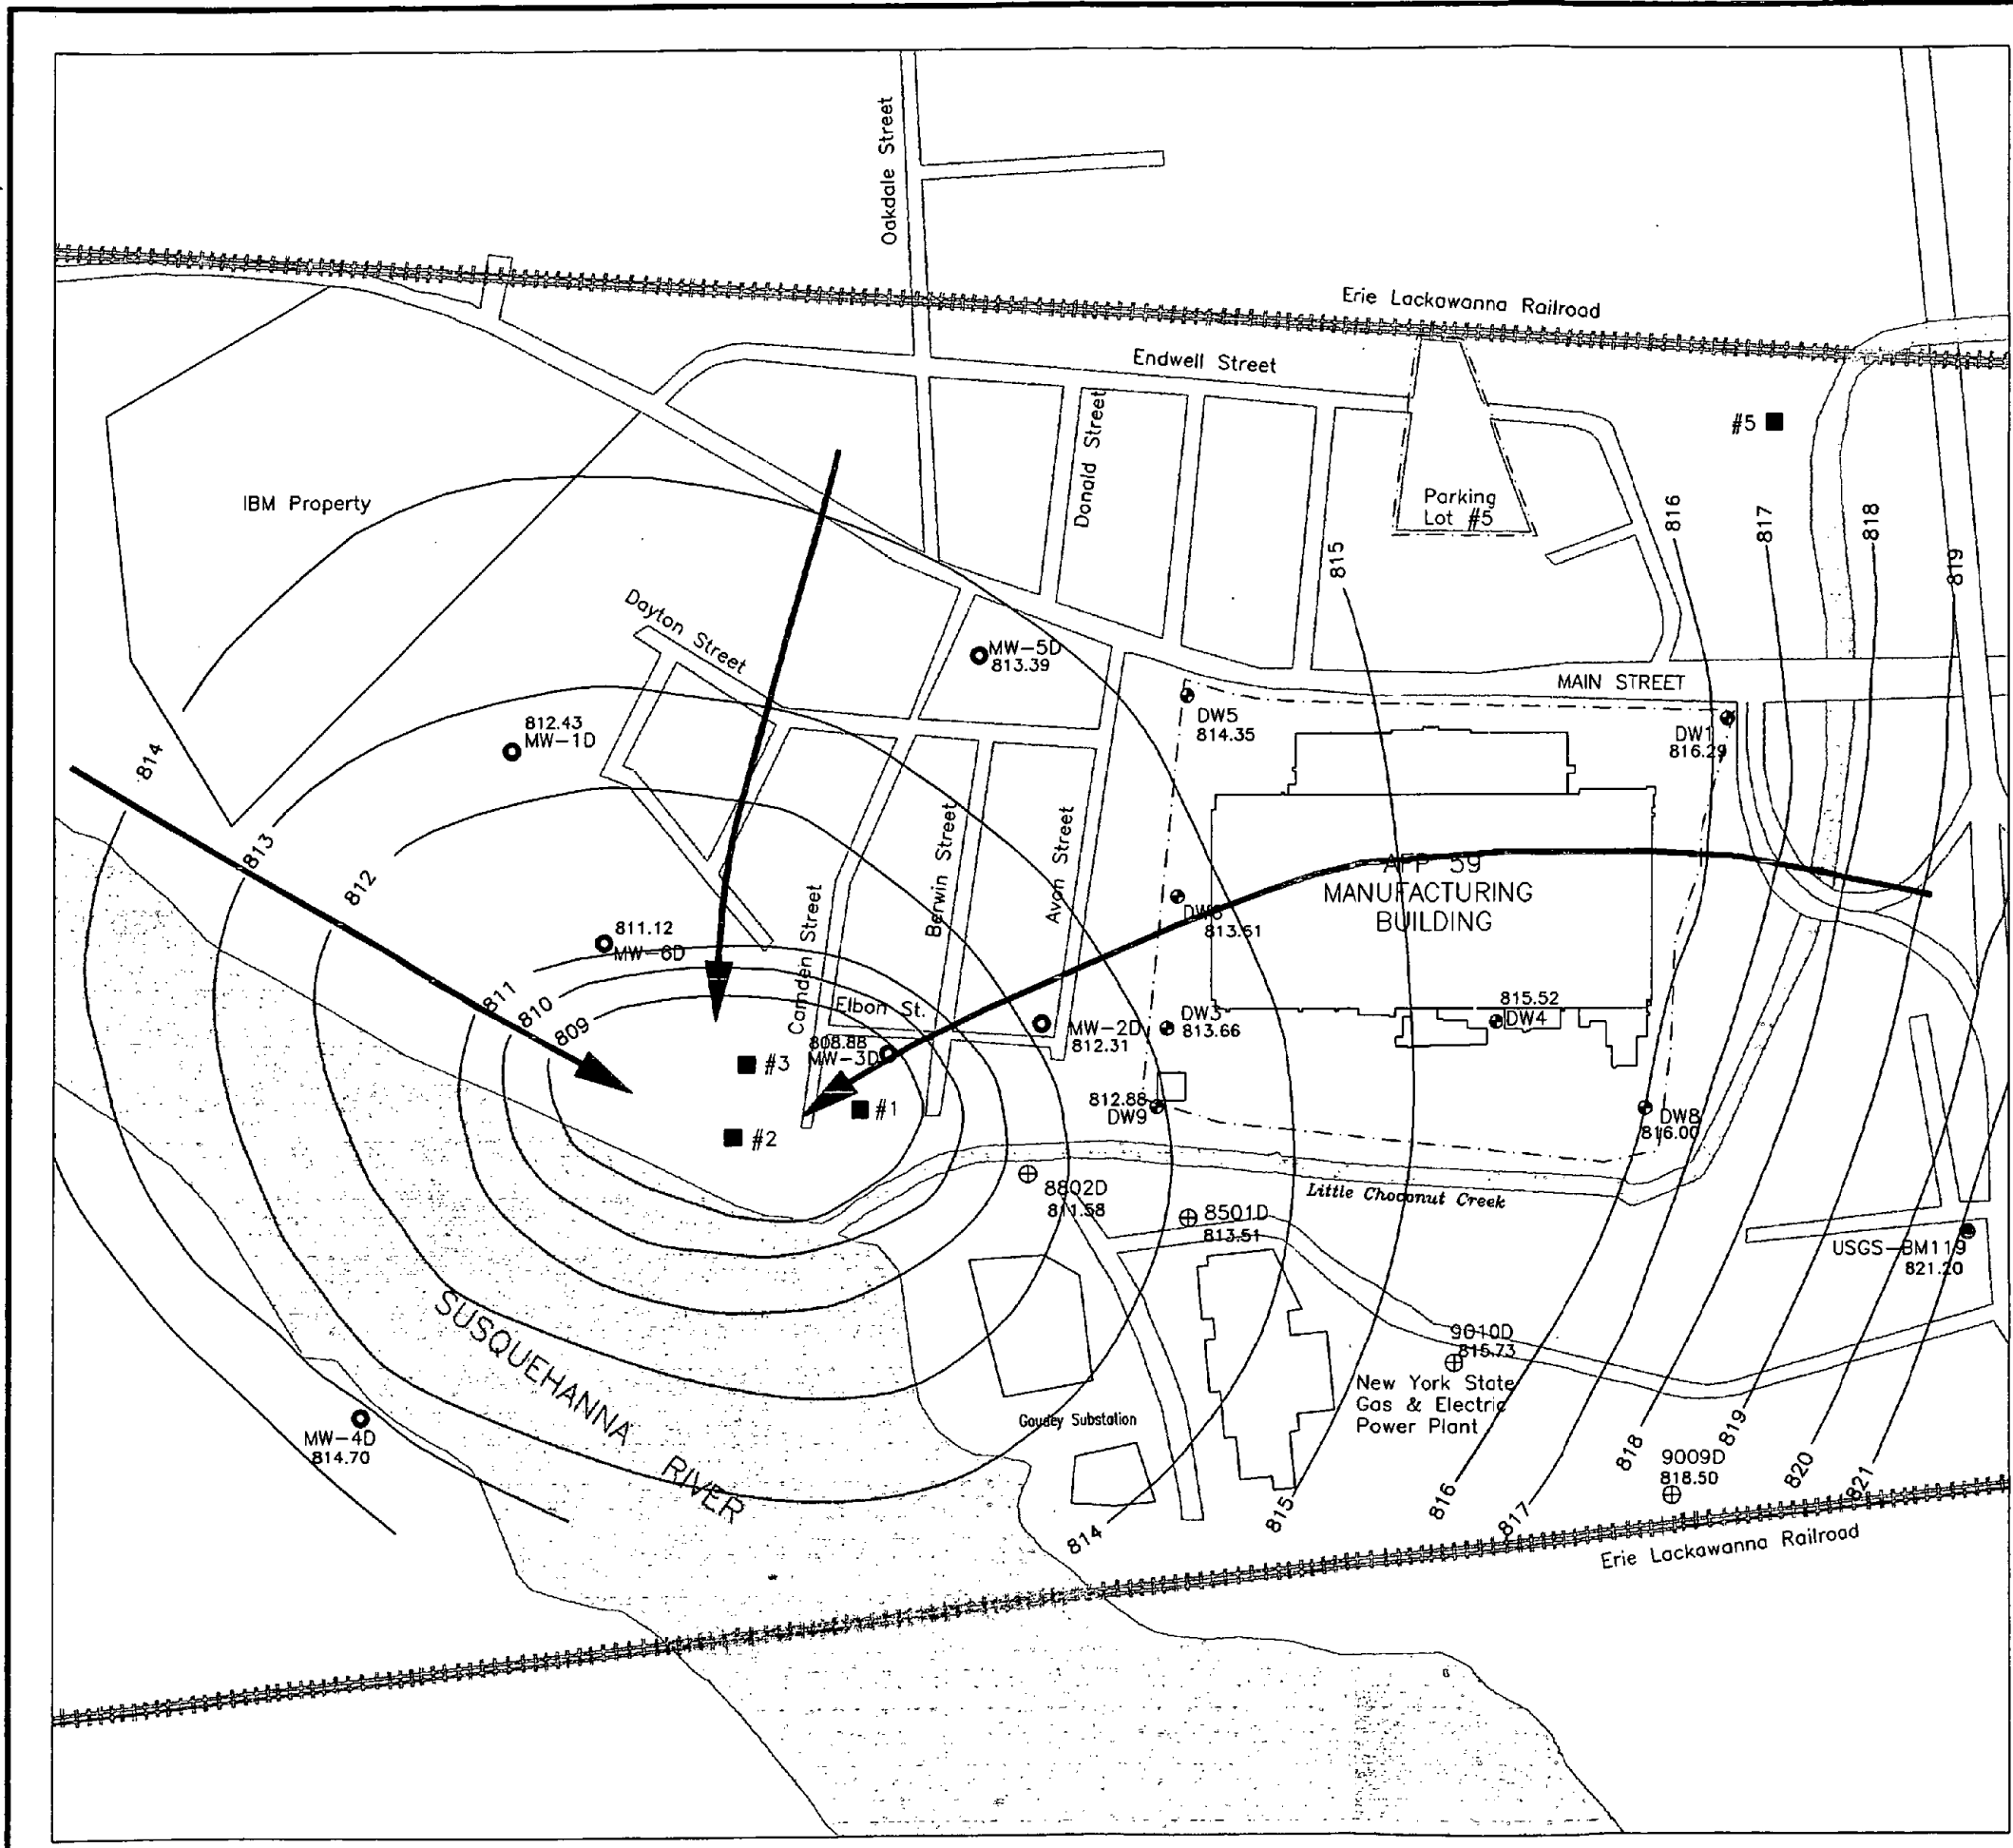 Oakdale Street
Erie Lackawanna Railroad
Endwell Street
Donald Street
#5
IBM Property
Parking
Lot #5
815
816
817
818
819
Dayton Street
MW-5D
813.39
MAIN STREET
812.43
MW-1D
DW5
814.35
DW1
816.29
814
813
812
Berwin Street
Avon Street
Camden Street
AFP 59
MANUFACTURING
BUILDING
811.12
MW-6D
813.61
811
810
809
Elbon St.
815.52
DW4
DW3
813.66
MW-2D
812.31
808.88
MW-3D
#3
#1
#2
812.88
DW9
DW8
816.00
8802D
811.58
Little Choconut Creek
8501D
813.51
USGS-BM119
821.20
SUSQUEHANNA
RIVER
9010D
815.73
New York State
Gas & Electric
Power Plant
Goudey Substation
MW-4D
814.70
9009D
818.50
814
815
816
817
818
819
820
821
Erie Lackawanna Railroad